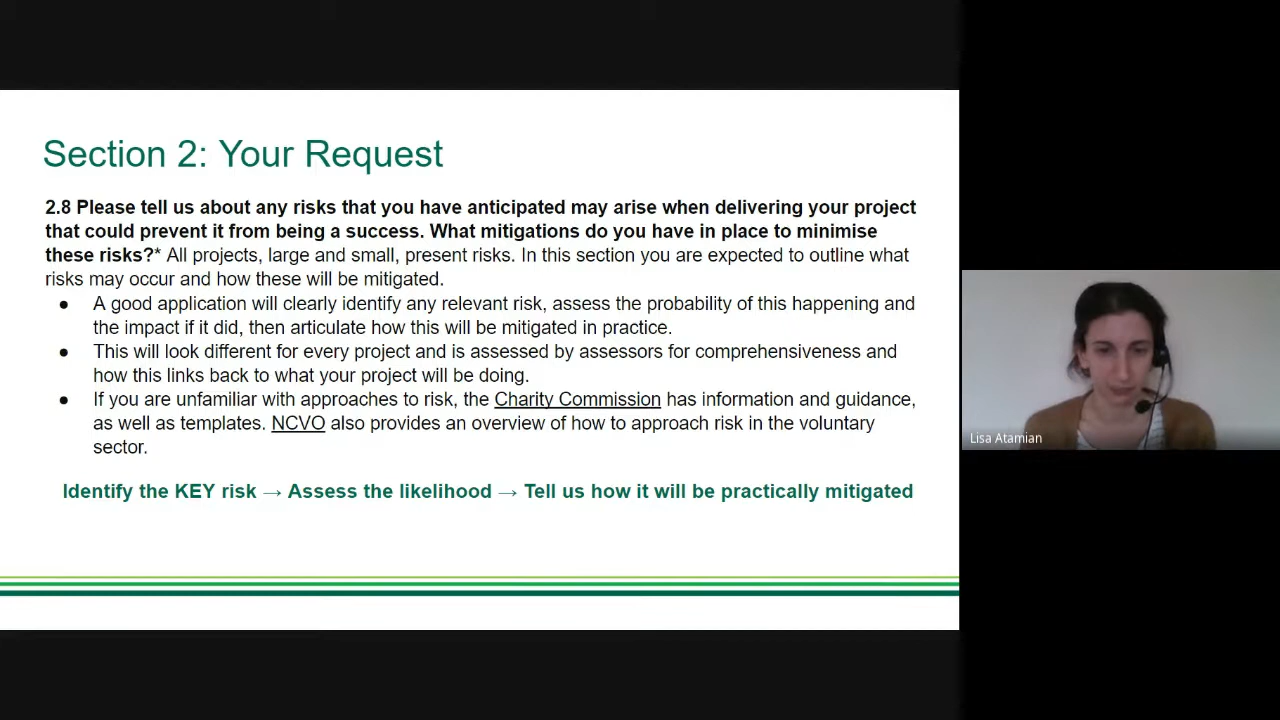 Section 2: Your Request
2.8 Please tell us about any risks that you have anticipated may arise when delivering your project
that could prevent it from being a success. What mitigations do you have in place to minimise
these risks?* All projects, large and small, present risks. In this section you are expected to outline what
risks may occur and how these will be mitigated.
● A good application will clearly identify any relevant risk, assess the probability of this happening and
the impact if it did, then articulate how this will be mitigated in practice.
● This will look different for every project and is assessed by assessors for comprehensiveness and
how this links back to what your project will be doing.
● If you are unfamiliar with approaches to risk, the Charity Commission has information and guidance,
as well as templates. NCVO also provides an overview of how to approach risk in the voluntary
sector.
Identify the KEY risk → Assess the likelihood → Tell us how it will be practically mitigated
Lisa Atamian